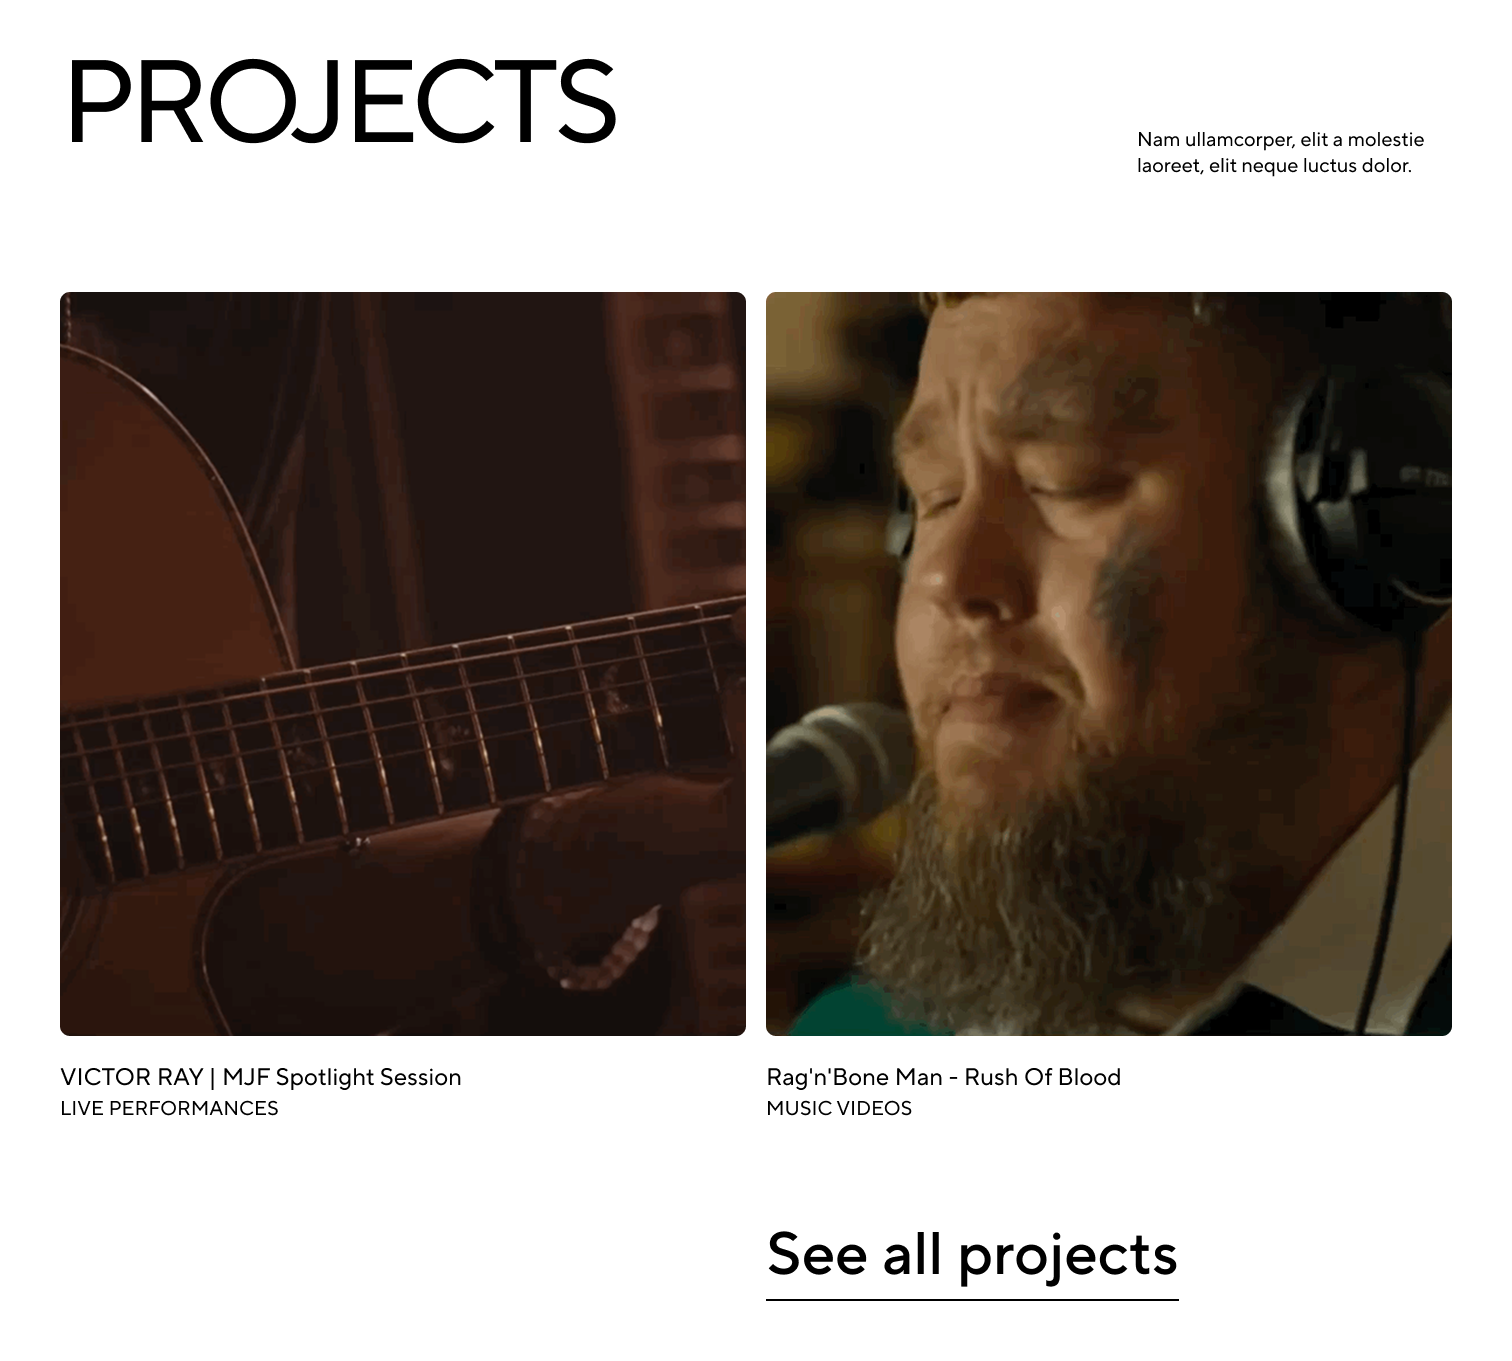 PROJECTS
Nam ullamcorper, elit a molestie
laoreet, elit neque luctus dolor.
VICTOR RAY | MJF Spotlight Session
LIVE PERFORMANCES
Rag'n'Bone Man - Rush Of Blood
MUSIC VIDEOS
See all projects